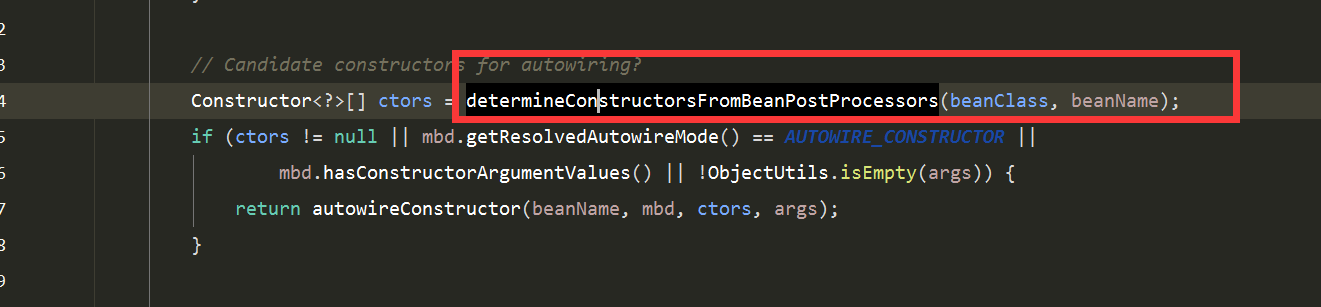 2
3 // Candidate constructors for autowiring?
4 Constructor<?>[] ctors = determineConstructorsFromBeanPostProcessors(beanClass, beanName);
5 if (ctors != null || mbd.getResolvedAutowireMode() == AUTOWIRE_CONSTRUCTOR ||
6 mbd.hasConstructorArgumentValues() || !ObjectUtils.isEmpty(args)) {
7 return autowireConstructor(beanName, mbd, ctors, args);
8 }
9